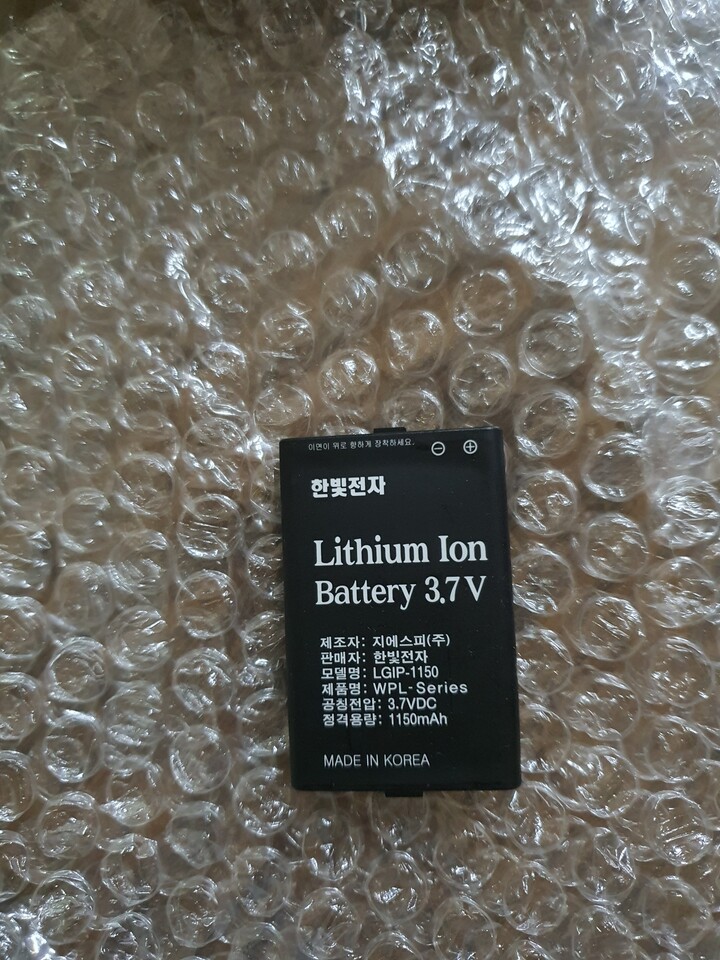 이면이 위로 향하게 장착하세요. ⊖ ⊕
한빛전자
Lithium Ion
Battery 3.7V
제조자: 지에스피(주)
판매자: 한빛전자
모델명: LGIP-1150
제품명: WPL-Series
공칭전압: 3.7VDC
정격용량: 1150mAh
MADE IN KOREA